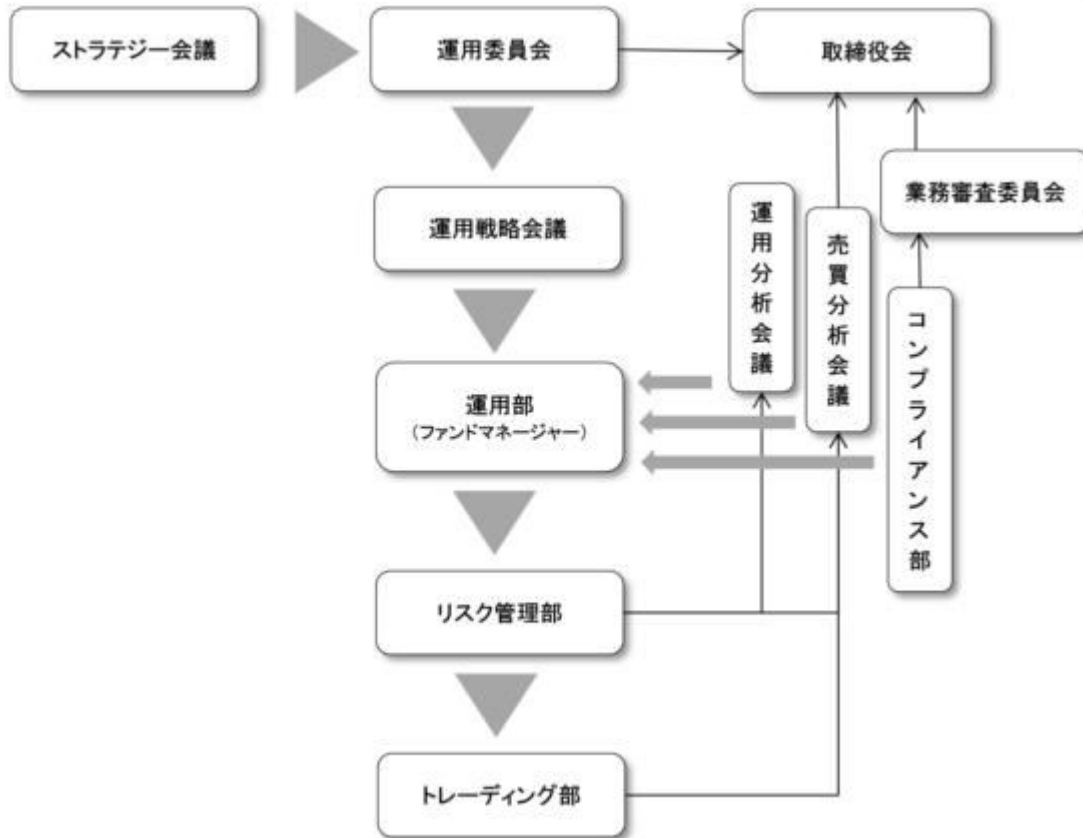 ストラテジー会議
運用委員会
取締役会
業務審査委員会
運用戦略会議
運用分析会議
売買分析会議
コンプライアンス部
運用部
(ファンドマネージャー)
リスク管理部
トレーディング部